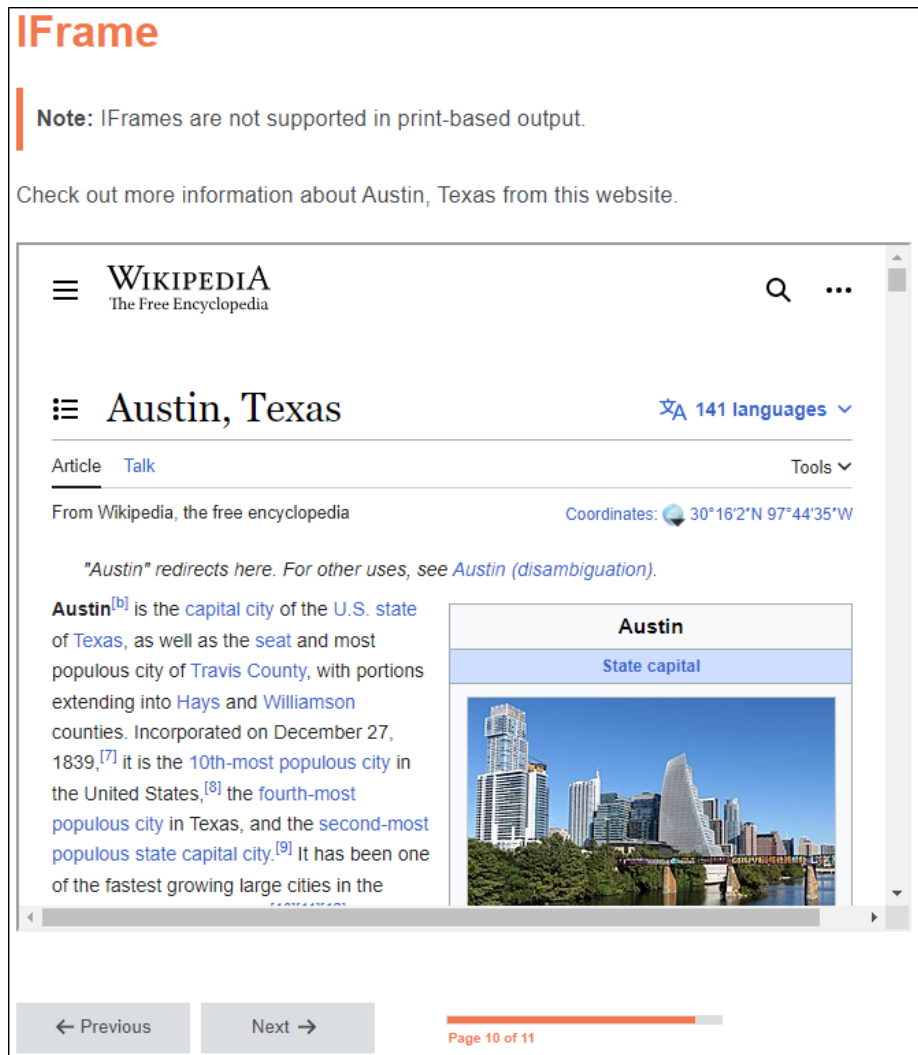 IFrame
Note: IFrames are not supported in print-based output.
Check out more information about Austin, Texas from this website.
WIKIPEDIA
The Free Encyclopedia
Austin, Texas
141 languages
Article Talk
Tools
From Wikipedia, the free encyclopedia
Coordinates: 30°16′2″N 97°44′35″W
"Austin" redirects here. For other uses, see Austin (disambiguation).
Austin[b] is the capital city of the U.S. state
of Texas, as well as the seat and most
populous city of Travis County, with portions
extending into Hays and Williamson
counties. Incorporated on December 27,
1839,[7] it is the 10th-most populous city in
the United States,[8] the fourth-most
populous city in Texas, and the second-most
populous state capital city.[9] It has been one
of the fastest growing large cities in the
Austin
State capital
← Previous
Next →
Page 10 of 11